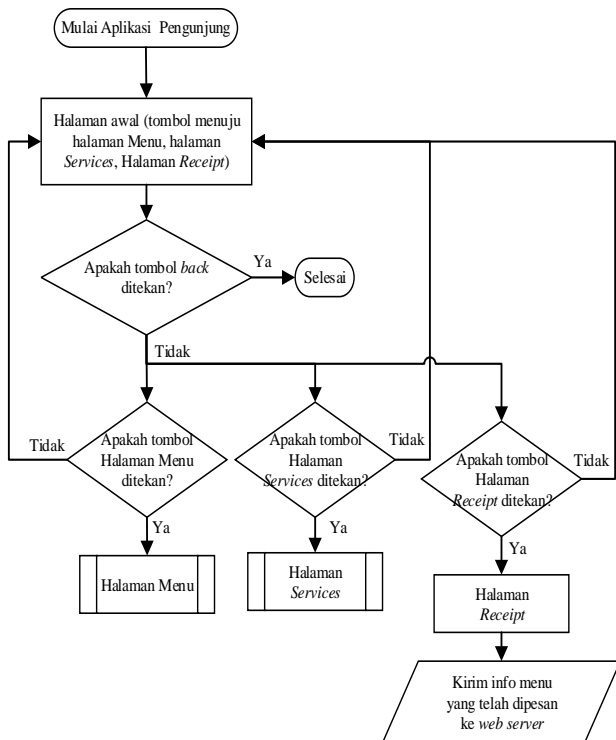 Mulai Aplikasi Pengunjung
Halaman awal (tombol menuju
halaman Menu, halaman
Services, Halaman Receipt)
Apakah tombol back
ditekan?
Ya
Selesai
Tidak
Apakah tombol
Halaman Menu
ditekan?
Tidak
Ya
Halaman Menu
Apakah tombol
Halaman
Services ditekan?
Tidak
Ya
Halaman
Services
Apakah tombol
Halaman
Receipt ditekan?
Tidak
Ya
Halaman
Receipt
Kirim info menu
yang telah dipesan
ke web server